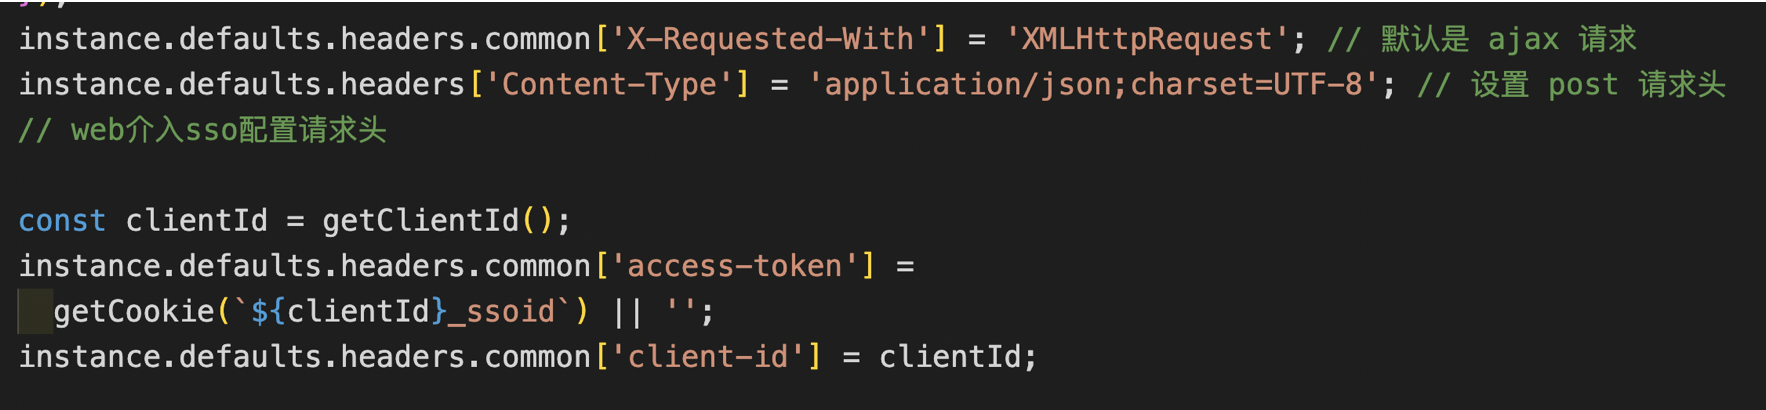 instance.defaults.headers.common['X-Requested-With'] = 'XMLHttpRequest'; // 默认是 ajax 请求
instance.defaults.headers['Content-Type'] = 'application/json;charset=UTF-8'; // 设置 post 请求头
// web介入sso配置请求头
const clientId = getClientId();
instance.defaults.headers.common['access-token'] =
getCookie(`${clientId}_ssoid`) || '';
instance.defaults.headers.common['client-id'] = clientId;